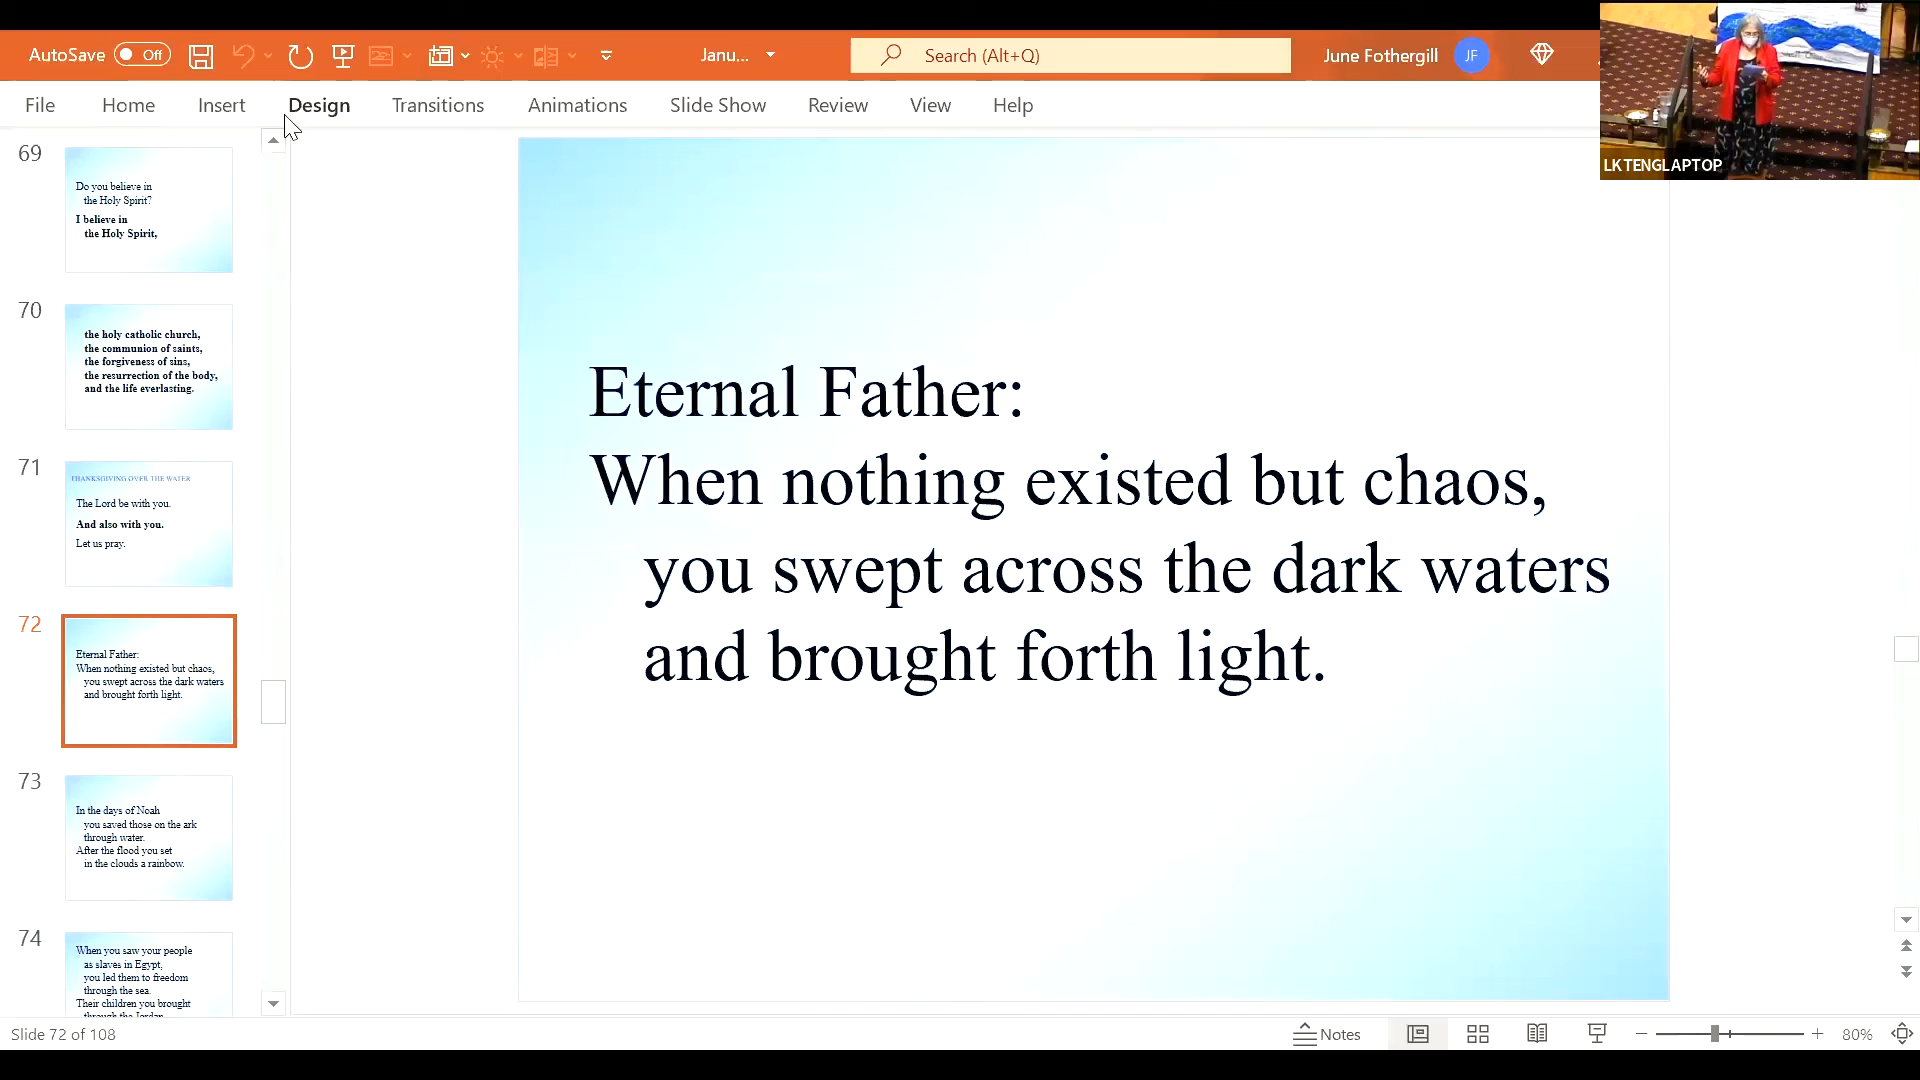 AutoSave Off
Janu...
Search (Alt+Q)
June Fothergill JF
File Home Insert Design Transitions Animations Slide Show Review View Help
LKTENGLAPTOP
69
Do you believe in
the Holy Spirit?
I believe in
the Holy Spirit,
70
the holy catholic church,
the communion of saints,
the forgiveness of sins,
the resurrection of the body,
and the life everlasting.
71
THANKSGIVING OVER THE WATER
The Lord be with you.
And also with you.
Let us pray.
72
Eternal Father:
When nothing existed but chaos,
you swept across the dark waters
and brought forth light.
73
In the days of Noah
you saved those on the ark
through water.
After the flood you set
in the clouds a rainbow.
74
When you saw your people
as slaves in Egypt,
you led them to freedom
through the sea.
Their children you brought
through the Jordan
Eternal Father:
When nothing existed but chaos,
you swept across the dark waters
and brought forth light.
Slide 72 of 108
Notes
80%